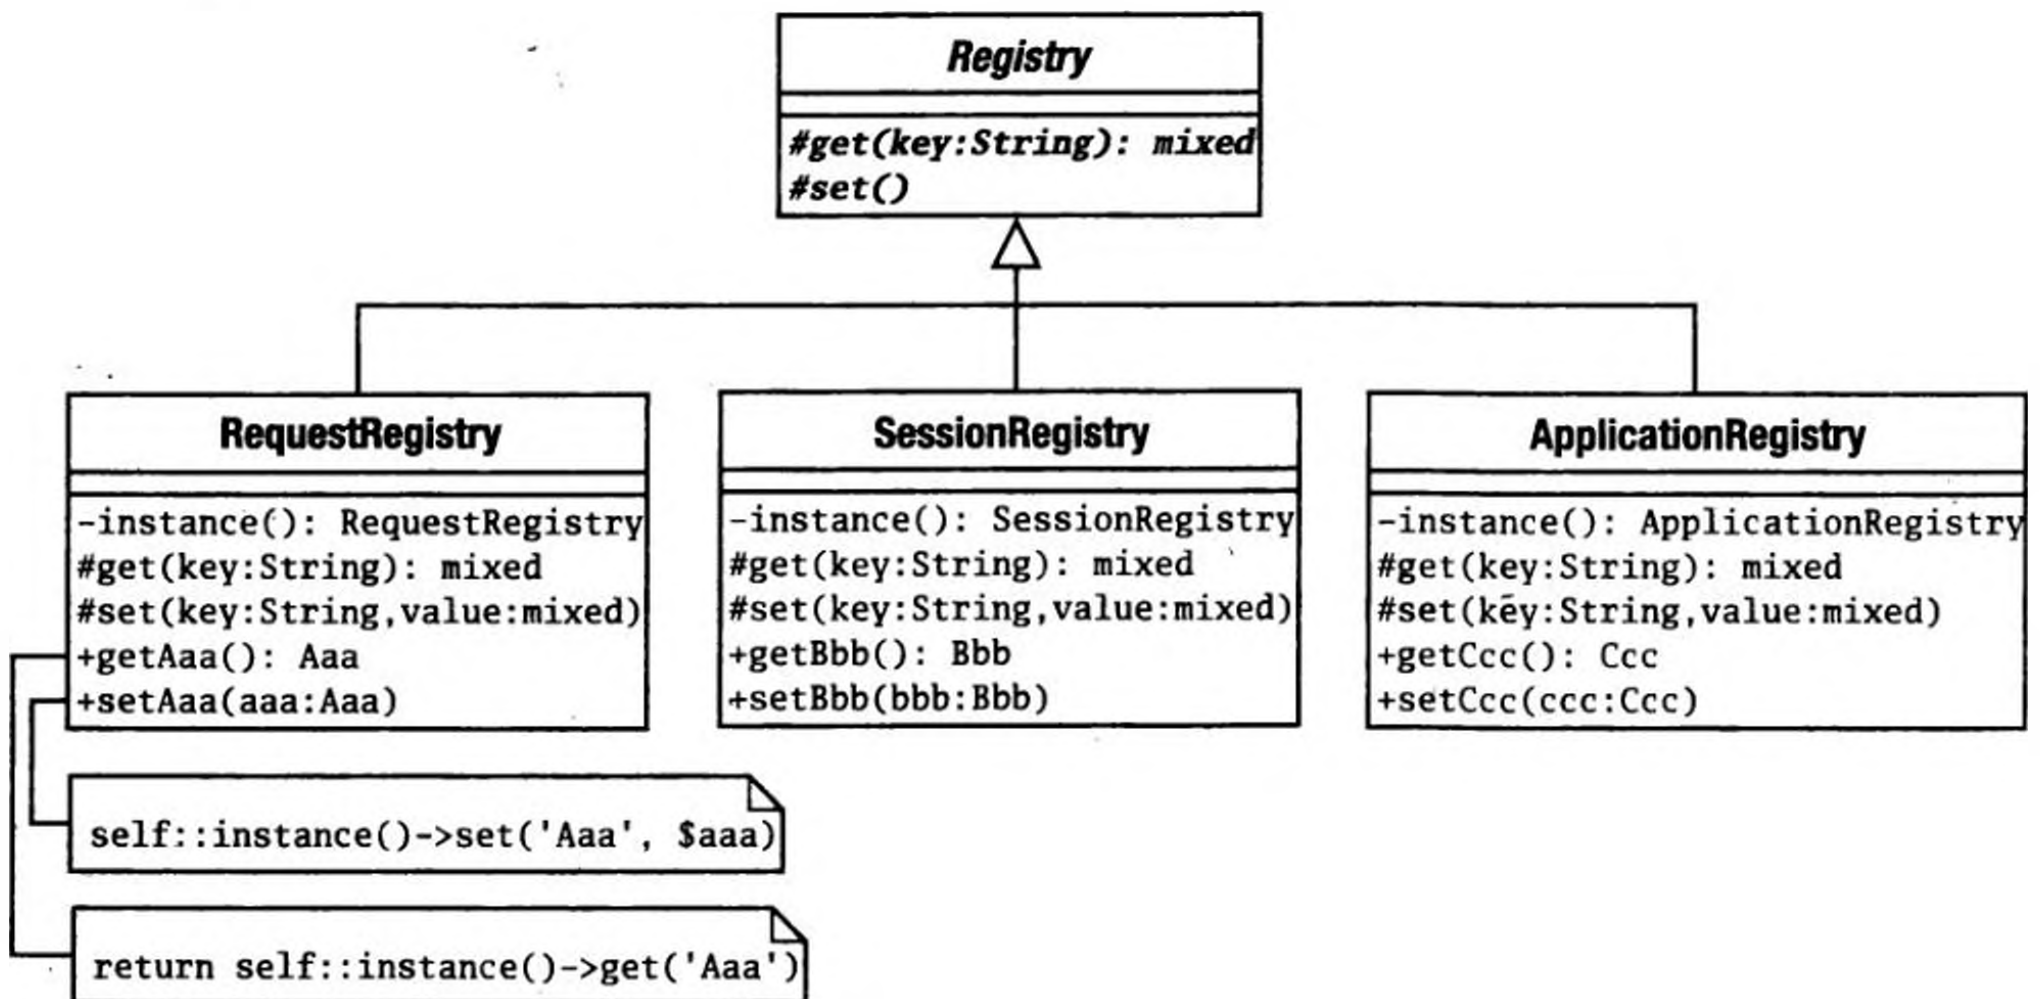 Registry
#get(key:String): mixed
#set()
RequestRegistry
-instance(): RequestRegistry
#get(key:String): mixed
#set(key:String,value:mixed)
+getAaa(): Aaa
+setAaa(aaa:Aaa)
SessionRegistry
-instance(): SessionRegistry
#get(key:String): mixed
#set(key:String,value:mixed)
+getBbb(): Bbb
+setBbb(bbb:Bbb)
ApplicationRegistry
-instance(): ApplicationRegistry
#get(key:String): mixed
#set(key:String,value:mixed)
+getCcc(): Ccc
+setCcc(ccc:Ccc)
self::instance()->set('Aaa', $aaa)
return self::instance()->get('Aaa')